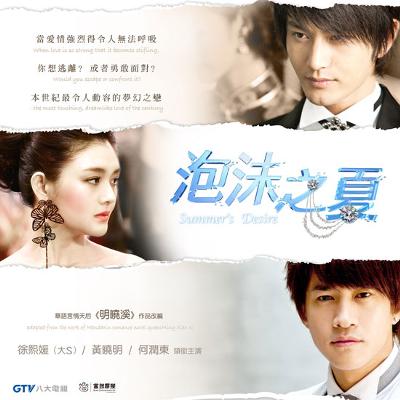 當愛情強烈得令人無法呼吸
When love is so strong that it becomes stifling,
你想逃離? 或者勇敢面對?
Would you escape or confront it?
本世紀最令人動容的夢幻之戀
the most touching, dreamlike love of the century
泡沫之夏
Summer's Desire
華語言情天后《明曉溪》作品改編
adapted from the work of Mandarin romance novel queen Ming Xiao xi
徐熙媛(大S) / 黃曉明 / 何潤東 領銜主演
GTV 八大電視